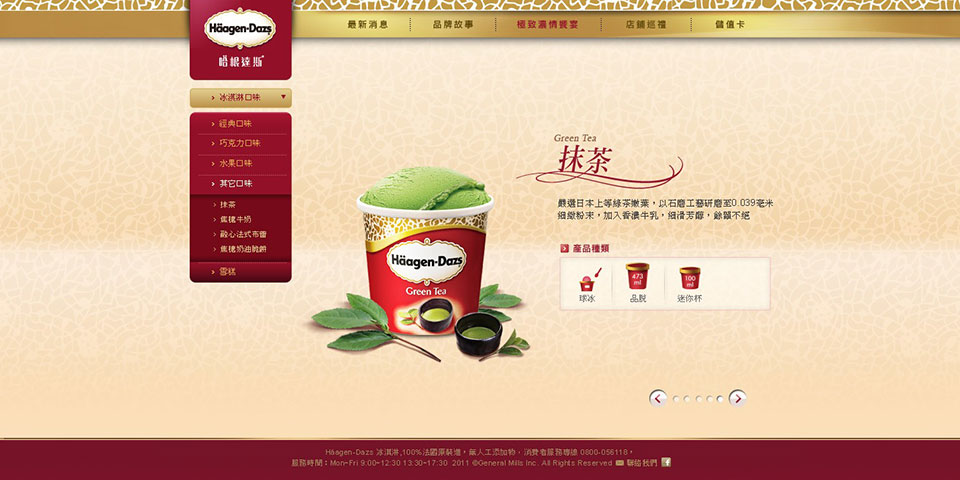 Häagen-Dazs
哈根達斯®
最新消息
品牌故事
極致濃情饗宴
店鋪巡禮
儲值卡
冰淇淋口味
經典口味
巧克力口味
水果口味
其它口味
抹茶
焦糖牛奶
融心法式布蕾
焦糖奶油脆餅
雪糕
Green Tea
抹茶
嚴選日本上等綠茶嫩葉，以石磨工藝研磨至0.039毫米
細緻粉末，加入香濃牛乳，細滑芳醇，餘韻不絕
產品種類
473
ml
100
ml
球冰
品脫
迷你杯
Häagen-Dazs
Green Tea
Häagen-Dazs 冰淇淋,100%法國原裝進，無人工添加物，消費者服務專線 0800-056118，
服務時間：Mon-Fri 9:00-12:30 13:30-17:30 2011 ©General Mills Inc. All Rights Reserved 聯絡我們